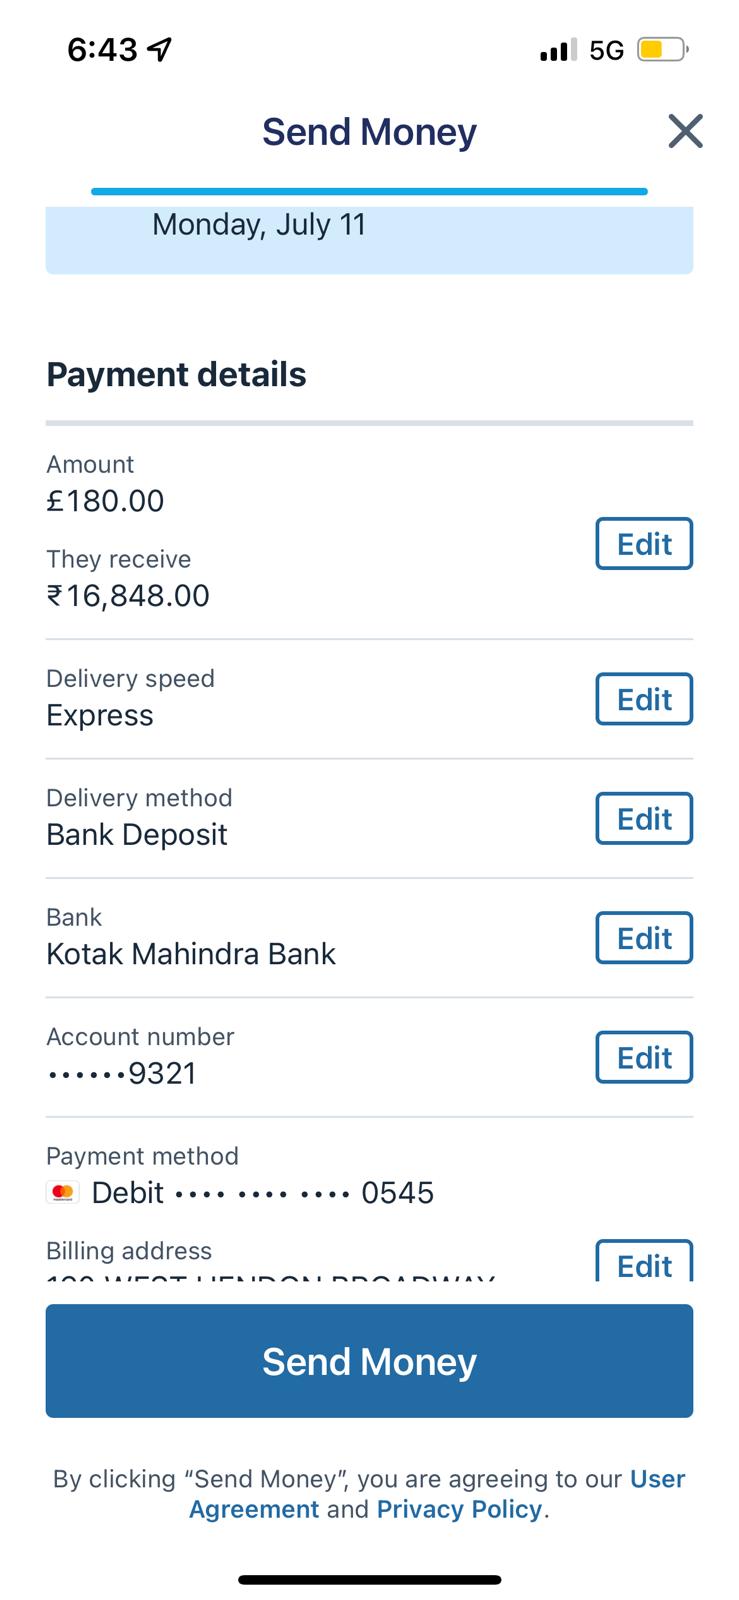 6:43
5G
Send Money
Monday, July 11
Payment details
Amount
£180.00
Edit
They receive
₹16,848.00
Delivery speed
Express
Edit
Delivery method
Bank Deposit
Edit
Bank
Kotak Mahindra Bank
Edit
Account number
••••••9321
Edit
Payment method
Debit •••• •••• •••• 0545
Billing address
Edit
WEST HENDON BROADWAY
Send Money
By clicking “Send Money”, you are agreeing to our User
Agreement and Privacy Policy.